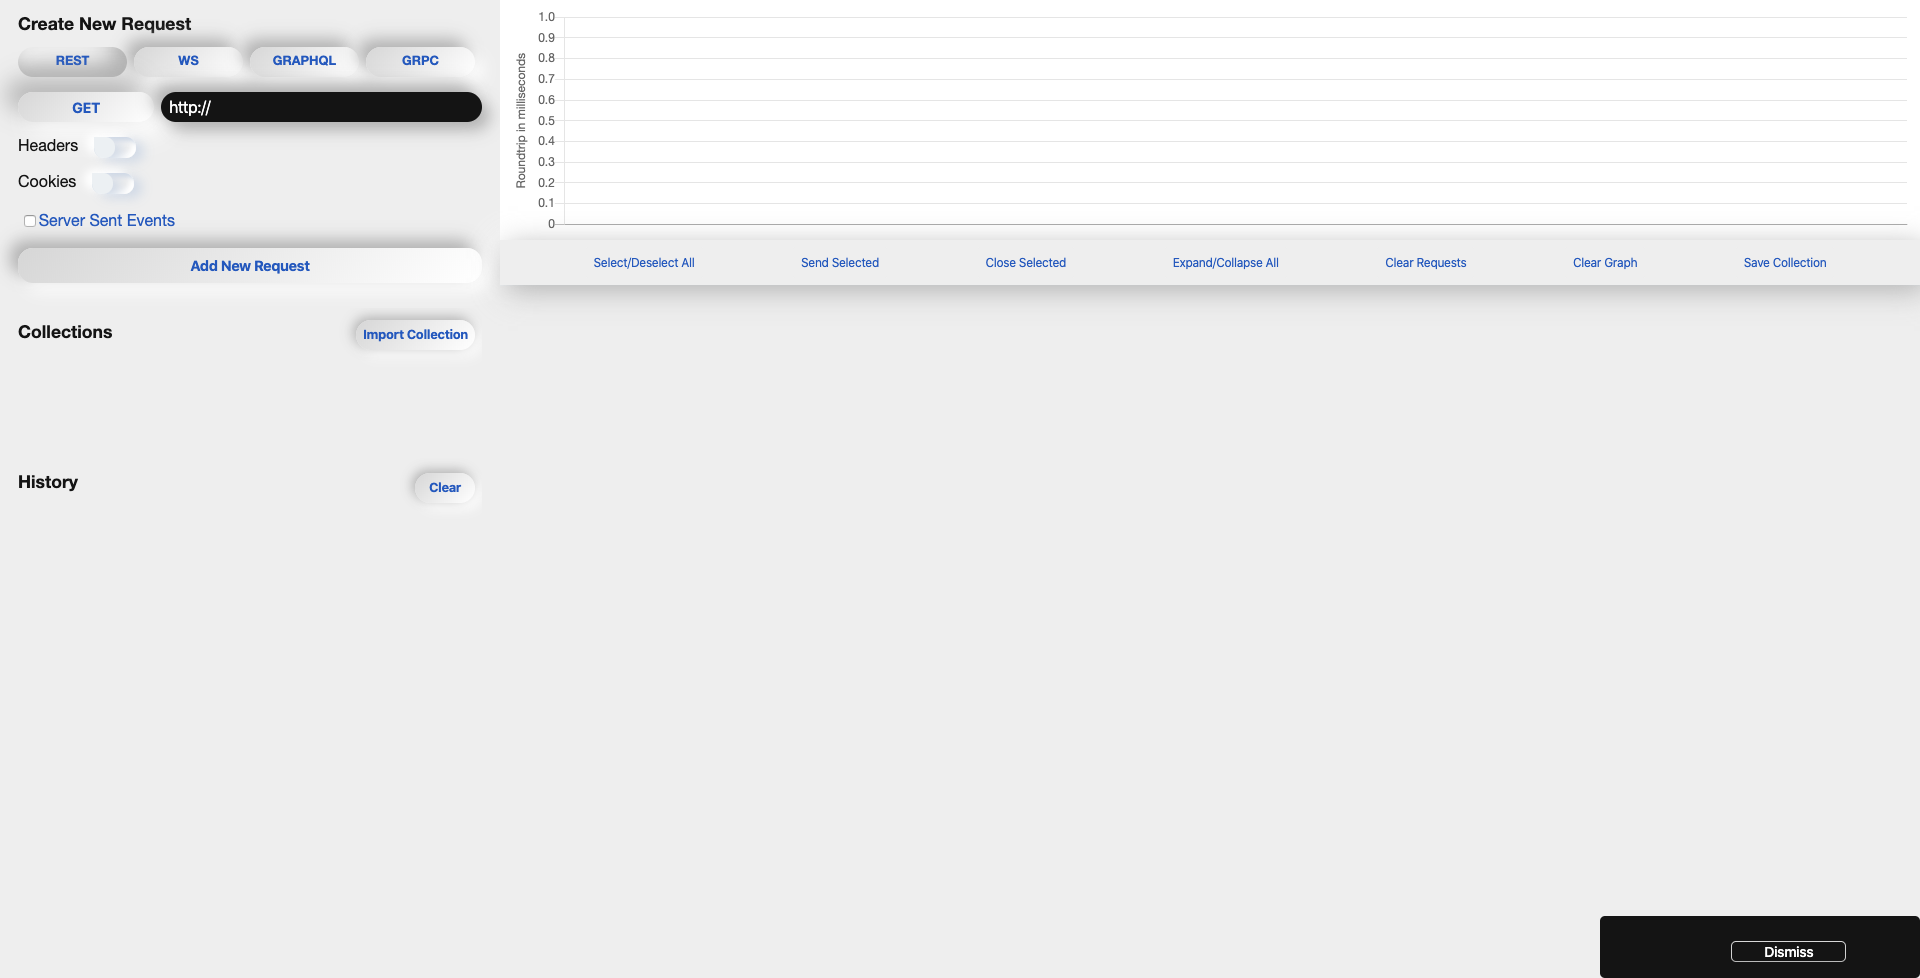 Create New Request
REST WS GRAPHQL GRPC
GET http://
Headers
Cookies
Server Sent Events
Add New Request
Collections Import Collection
History Clear
Roundtrip in milliseconds
1.0
0.9
0.8
0.7
0.6
0.5
0.4
0.3
0.2
0.1
0
Select/Deselect All Send Selected Close Selected Expand/Collapse All Clear Requests Clear Graph Save Collection
Dismiss